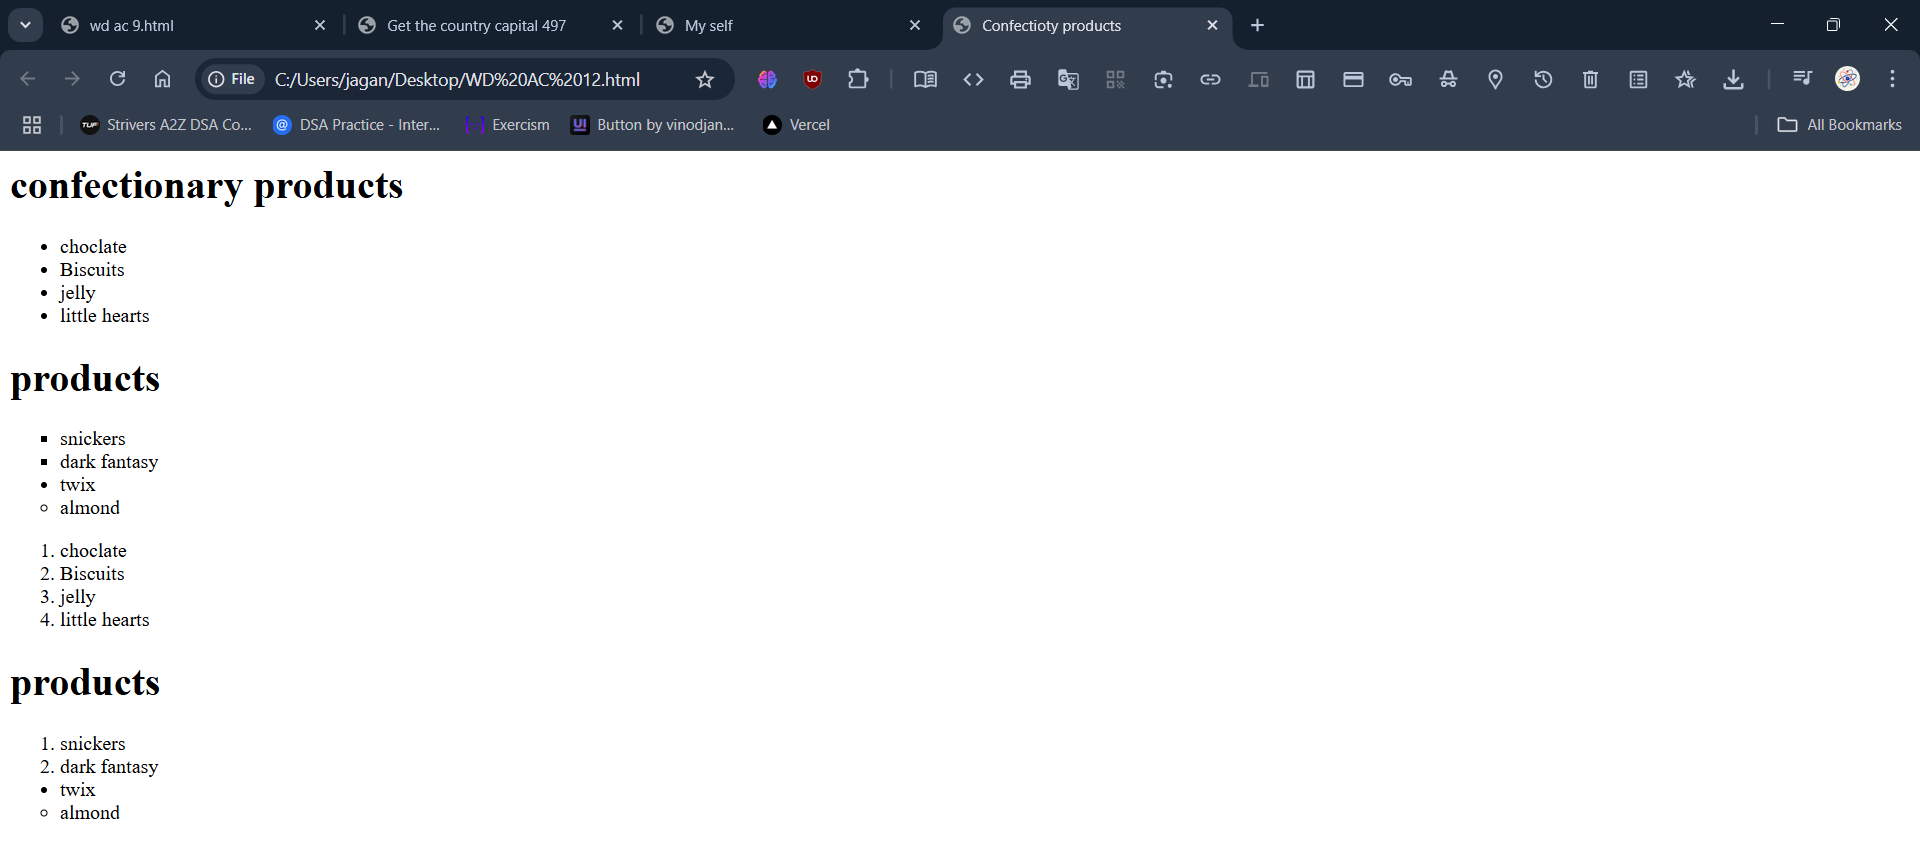 wd ac 9.html
Get the country capital 497
My self
Confectioty products
File
C:/Users/jagan/Desktop/WD%20AC%2012.html
Strivers A2Z DSA Co...
DSA Practice - Inter...
Exercism
Button by vinodjan...
Vercel
All Bookmarks
confectionary products
• choclate
• Biscuits
• jelly
• little hearts
products
▪ snickers
▪ dark fantasy
• twix
◦ almond
1. choclate
2. Biscuits
3. jelly
4. little hearts
products
1. snickers
2. dark fantasy
• twix
◦ almond